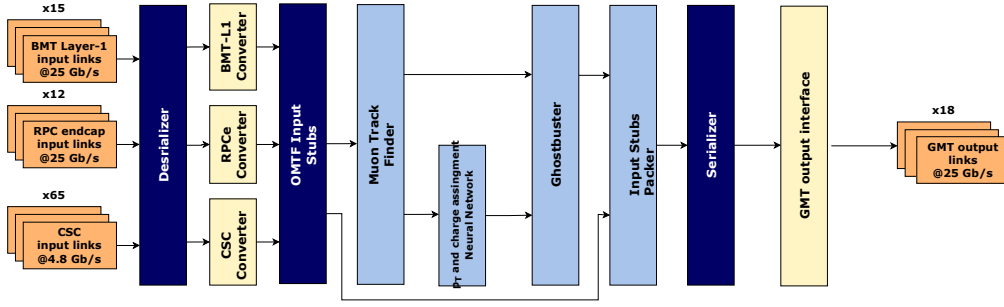 x15
BMT Layer-1
input links
@25 Gb/s
x12
RPC endcap
input links
@25 Gb/s
x65
CSC
input links
@4.8 Gb/s
Desrializer
BMT-L1
Converter
RPCe
Converter
CSC
Converter
OMTF Input
Stubs
Muon Track
Finder
PT and charge assingment
Neural Network
Ghostbuster
Input Stubs
Packer
Serializer
GMT output interface
x18
GMT output
links
@25 Gb/s